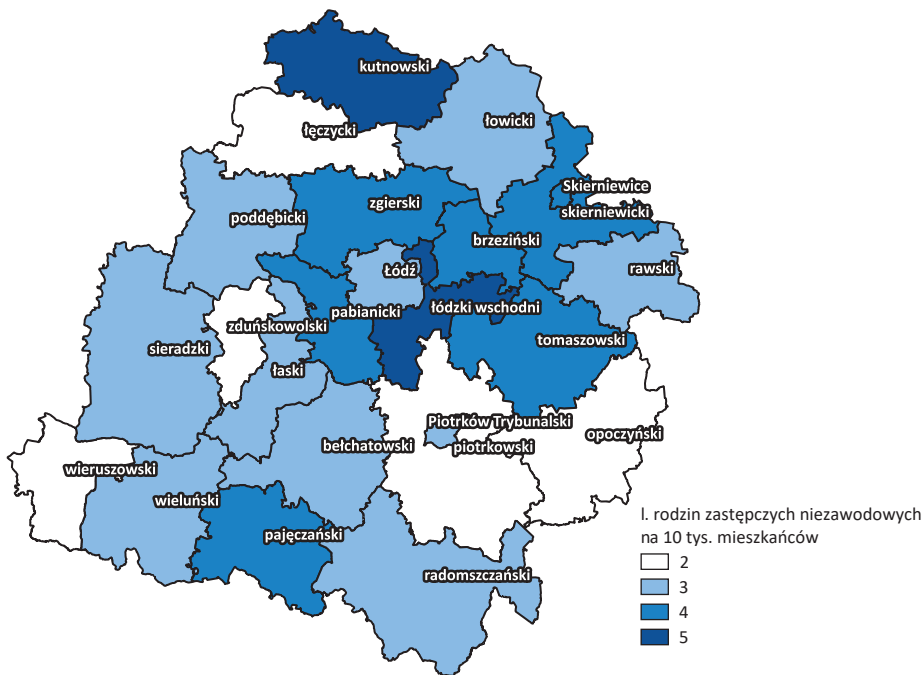 kutnowski
łęczycki
łowicki
Skierniewice
skierniewicki
zgierski
poddębicki
brzeziński
rawski
Łódź
łódzki wschodni
pabianicki
zduńskowolski
sieradzki
tomaszowski
łaski
Piotrków Trybunalski
piotrkowski
opoczyński
bełchatowski
wieruszowski
wieluński
pajęczański
radomszczański
l. rodzin zastępczych niezawodowych
na 10 tys. mieszkańców
2
3
4
5